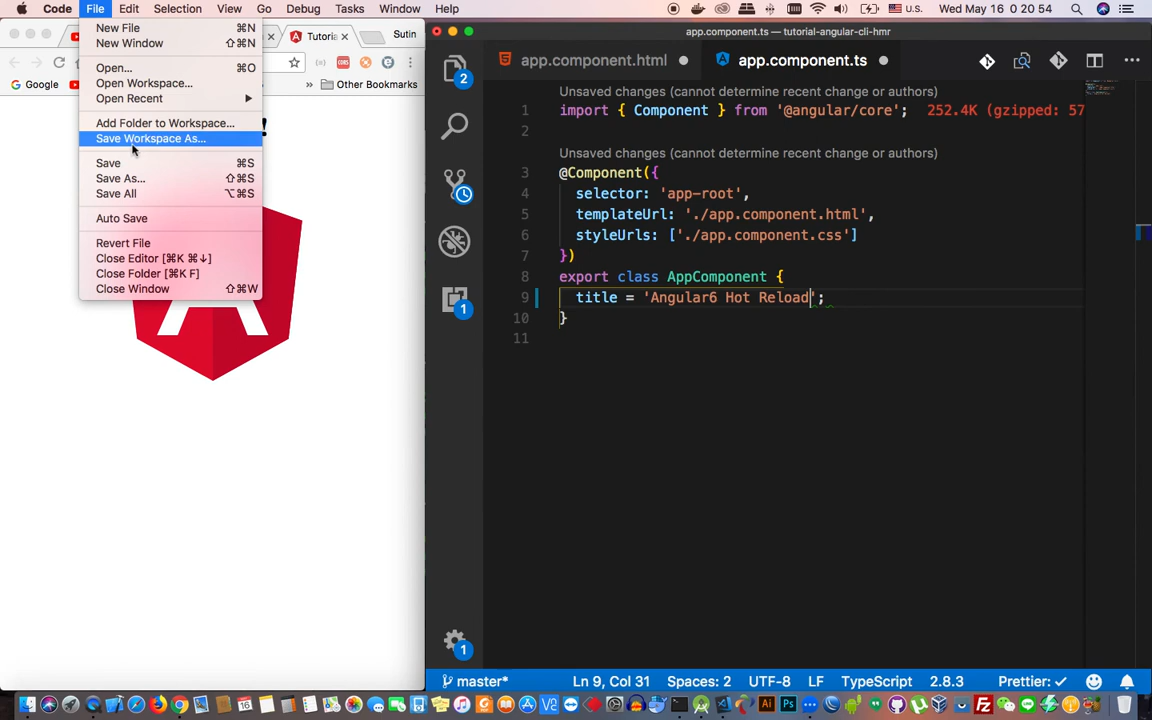 Code File Edit Selection View Go Debug Tasks Window Help U.S. Wed May 16 0 20 54
New File ⌘N
New Window ⇧⌘N
Open... ⌘O
Open Workspace...
Open Recent
Add Folder to Workspace...
Save Workspace As...
Save ⌘S
Save As... ⇧⌘S
Save All ⌥⌘S
Auto Save
Revert File
Close Editor [⌘K ⌘↓]
Close Folder [⌘K F]
Close Window ⇧⌘W
Tutoria
Sutin
Google
Other Bookmarks
!
app.component.ts — tutorial-angular-cli-hmr
app.component.html
app.component.ts
Unsaved changes (cannot determine recent change or authors)
1 import { Component } from '@angular/core'; 252.4K (gzipped: 57
2
Unsaved changes (cannot determine recent change or authors)
3 @Component({
4 selector: 'app-root',
5 templateUrl: './app.component.html',
6 styleUrls: ['./app.component.css']
7 })
8 export class AppComponent {
9 title = 'Angular6 Hot Reload';
10 }
11
2
1
1
master* Ln 9, Col 31 Spaces: 2 UTF-8 LF TypeScript 2.8.3 Prettier: ✓